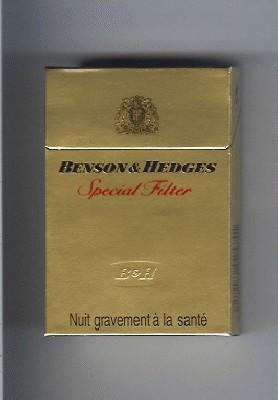 BENSON & HEDGES
Special Filter
B&H
Nuit gravement à la santé